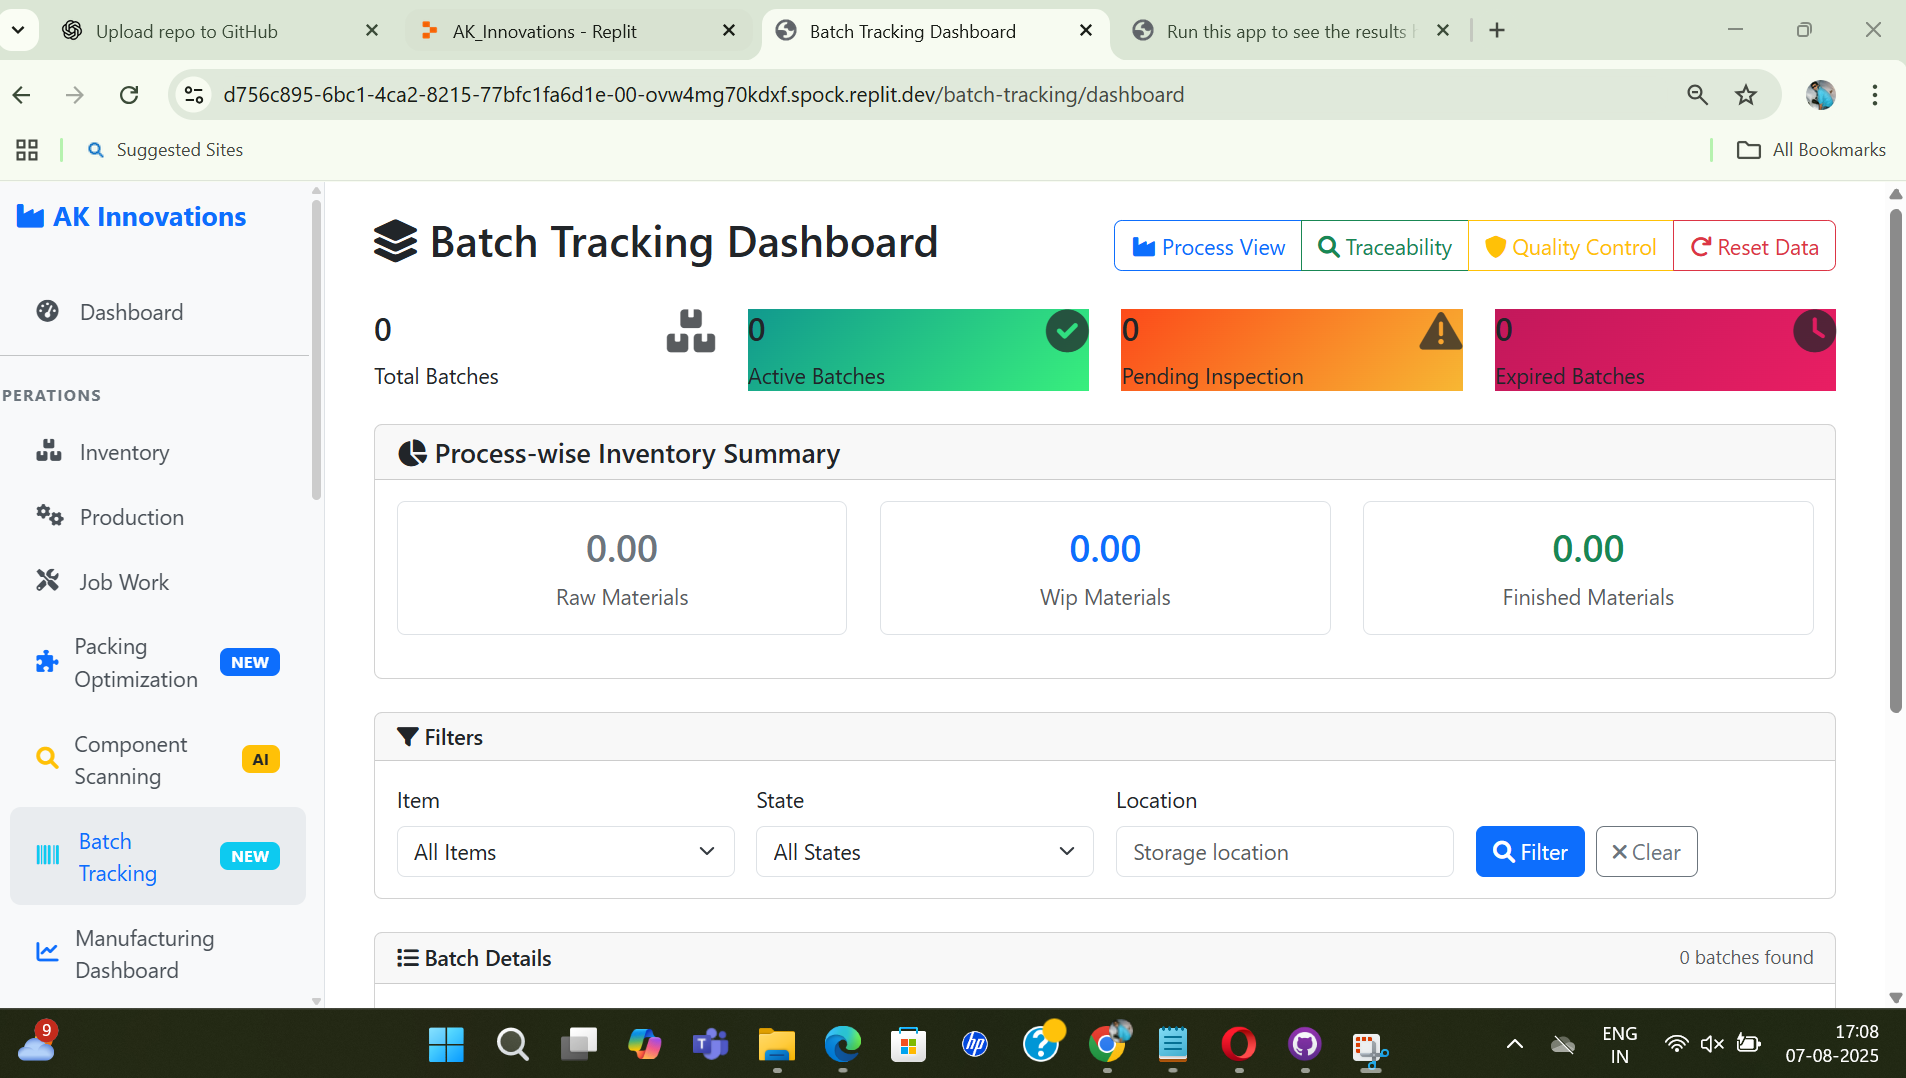 Upload repo to GitHub
AK_Innovations - Replit
Batch Tracking Dashboard
Run this app to see the results
d756c895-6bc1-4ca2-8215-77bfc1fa6d1e-00-ovw4mg70kdxf.spock.replit.dev/batch-tracking/dashboard
Suggested Sites
All Bookmarks
AK Innovations
Dashboard
PERATIONS
Inventory
Production
Job Work
Packing
Optimization
NEW
Component
Scanning
AI
Batch
Tracking
NEW
Manufacturing
Dashboard
Batch Tracking Dashboard
Process View
Traceability
Quality Control
Reset Data
0
Total Batches
0
Active Batches
0
Pending Inspection
0
Expired Batches
Process-wise Inventory Summary
0.00
Raw Materials
0.00
Wip Materials
0.00
Finished Materials
Filters
Item
All Items
State
All States
Location
Storage location
Filter
Clear
Batch Details
0 batches found
9
hp
ENG
IN
17:08
07-08-2025